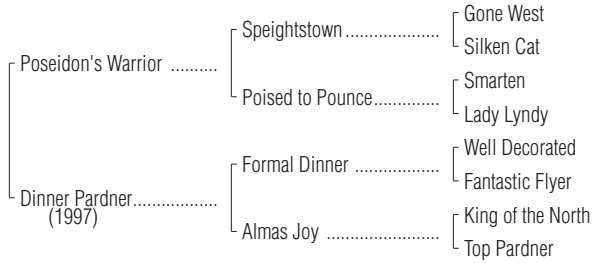 Gone West
Speightstown ....................
Silken Cat
Poseidon's Warrior ..........
Smarten
Poised to Pounce..............
Lady Lyndy
Well Decorated
Formal Dinner ..................
Fantastic Flyer
Dinner Pardner..................
(1997)
King of the North
Almas Joy ........................
Top Pardner